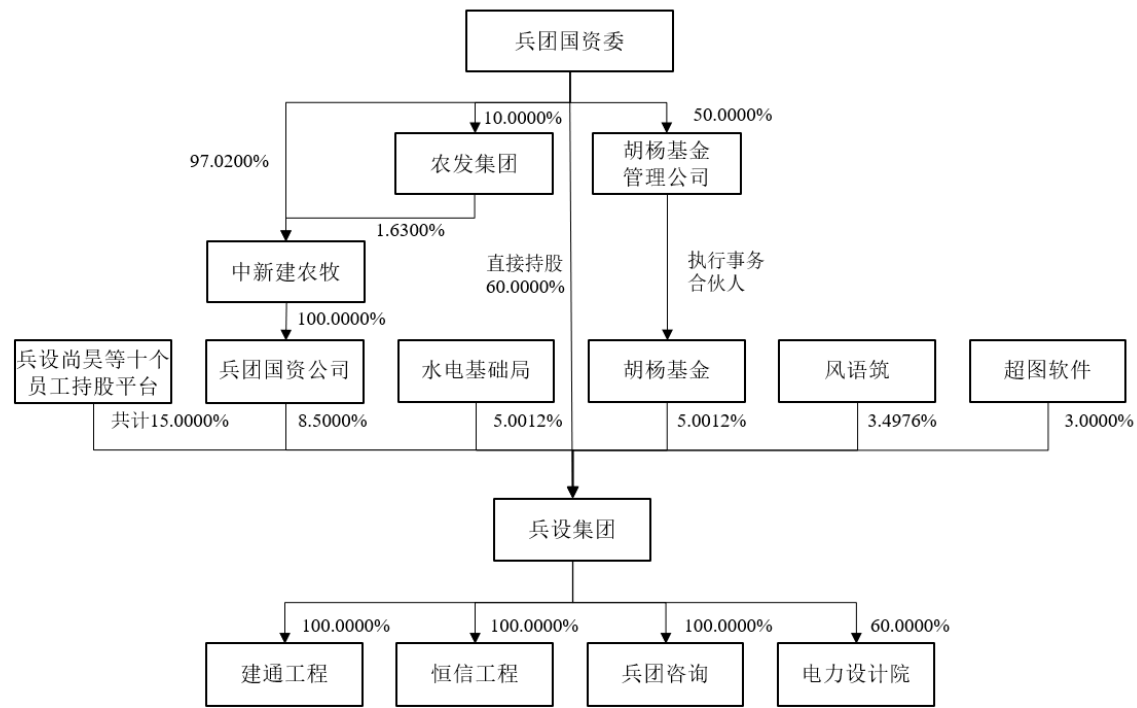 兵团国资委
10.0000%
50.0000%
97.0200%
农发集团
胡杨基金
管理公司
1.6300%
中新建农牧
直接持股
60.0000%
执行事务
合伙人
100.0000%
兵设尚昊等十个
员工持股平台
兵团国资公司
水电基础局
胡杨基金
风语筑
超图软件
共计15.0000%
8.5000%
5.0012%
5.0012%
3.4976%
3.0000%
兵设集团
100.0000%
100.0000%
100.0000%
60.0000%
建通工程
恒信工程
兵团咨询
电力设计院